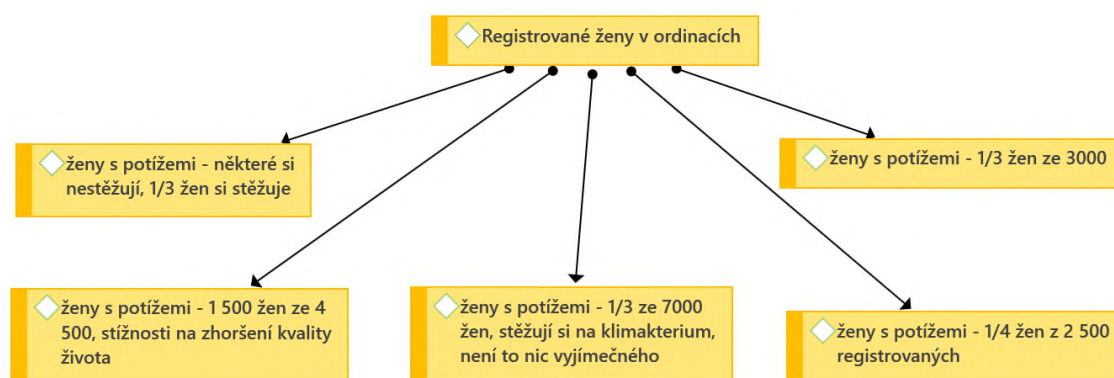 Registrované ženy v ordinacích
ženy s potížemi - některé si
nestěžují, 1/3 žen si stěžuje
ženy s potížemi - 1/3 žen ze 3000
ženy s potížemi - 1 500 žen ze 4
500, stížnosti na zhoršení kvality
života
ženy s potížemi - 1/3 ze 7000
žen, stěžují si na klimakterium,
není to nic vyjímečného
ženy s potížemi - 1/4 žen z 2 500
registrovaných